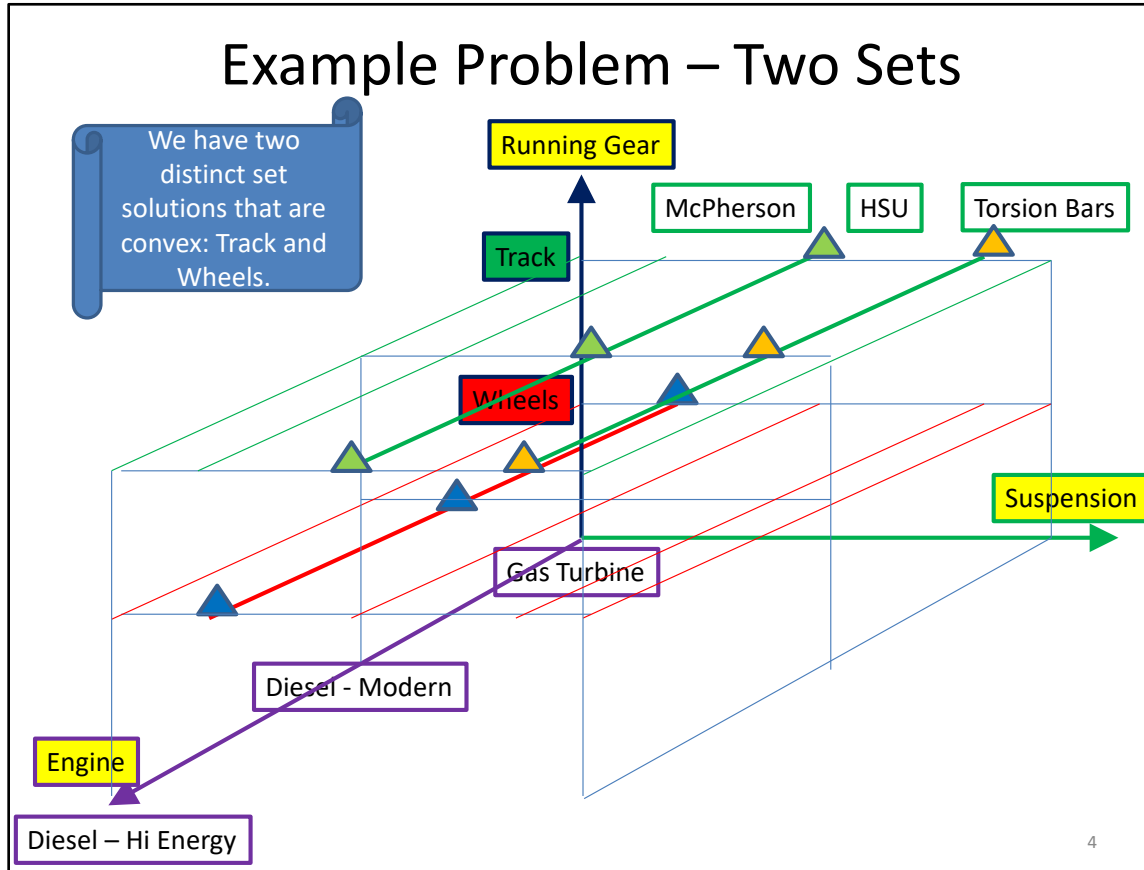 Example Problem – Two Sets
We have two
distinct set
solutions that are
convex: Track and
Wheels.
Running Gear
McPherson
HSU
Torsion Bars
Track
Wheels
Suspension
Gas Turbine
Diesel - Modern
Engine
Diesel – Hi Energy
4